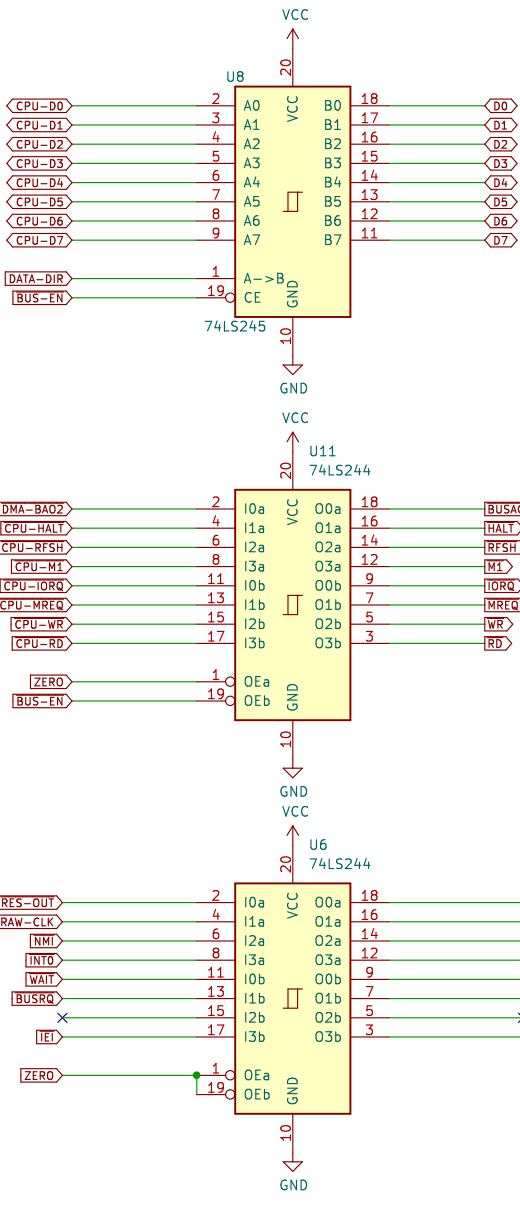 VCC
20
U8
CPU-D0 2 A0 VCC B0 18 D0
CPU-D1 3 A1 B1 17 D1
CPU-D2 4 A2 B2 16 D2
CPU-D3 5 A3 B3 15 D3
CPU-D4 6 A4 B4 14 D4
CPU-D5 7 A5 B5 13 D5
CPU-D6 8 A6 B6 12 D6
CPU-D7 9 A7 B7 11 D7
DATA-DIR 1 A->B
BUS-EN 19 CE GND
74LS245 10
GND
VCC
U11
20 74LS244
DMA-BAO2 2 I0a VCC O0a 18
CPU-HALT 4 I1a O1a 16 HALT
CPU-RFSH 6 I2a O2a 14 RFSH
CPU-M1 8 I3a O3a 12 M1
CPU-IORQ 11 I0b O0b 9 IORQ
CPU-MREQ 13 I1b O1b 7 MREQ
CPU-WR 15 I2b O2b 5 WR
CPU-RD 17 I3b O3b 3 RD
ZERO 1 OEa
BUS-EN 19 OEb GND
10
GND
VCC
U6
20 74LS244
RES-OUT 2 I0a VCC O0a 18
RAW-CLK 4 I1a O1a 16
NMI 6 I2a O2a 14
INT0 8 I3a O3a 12
WAIT 11 I0b O0b 9
BUSRQ 13 I1b O1b 7
15 I2b O2b 5
IEI 17 I3b O3b 3
ZERO 1 OEa
19 OEb GND
10
GND